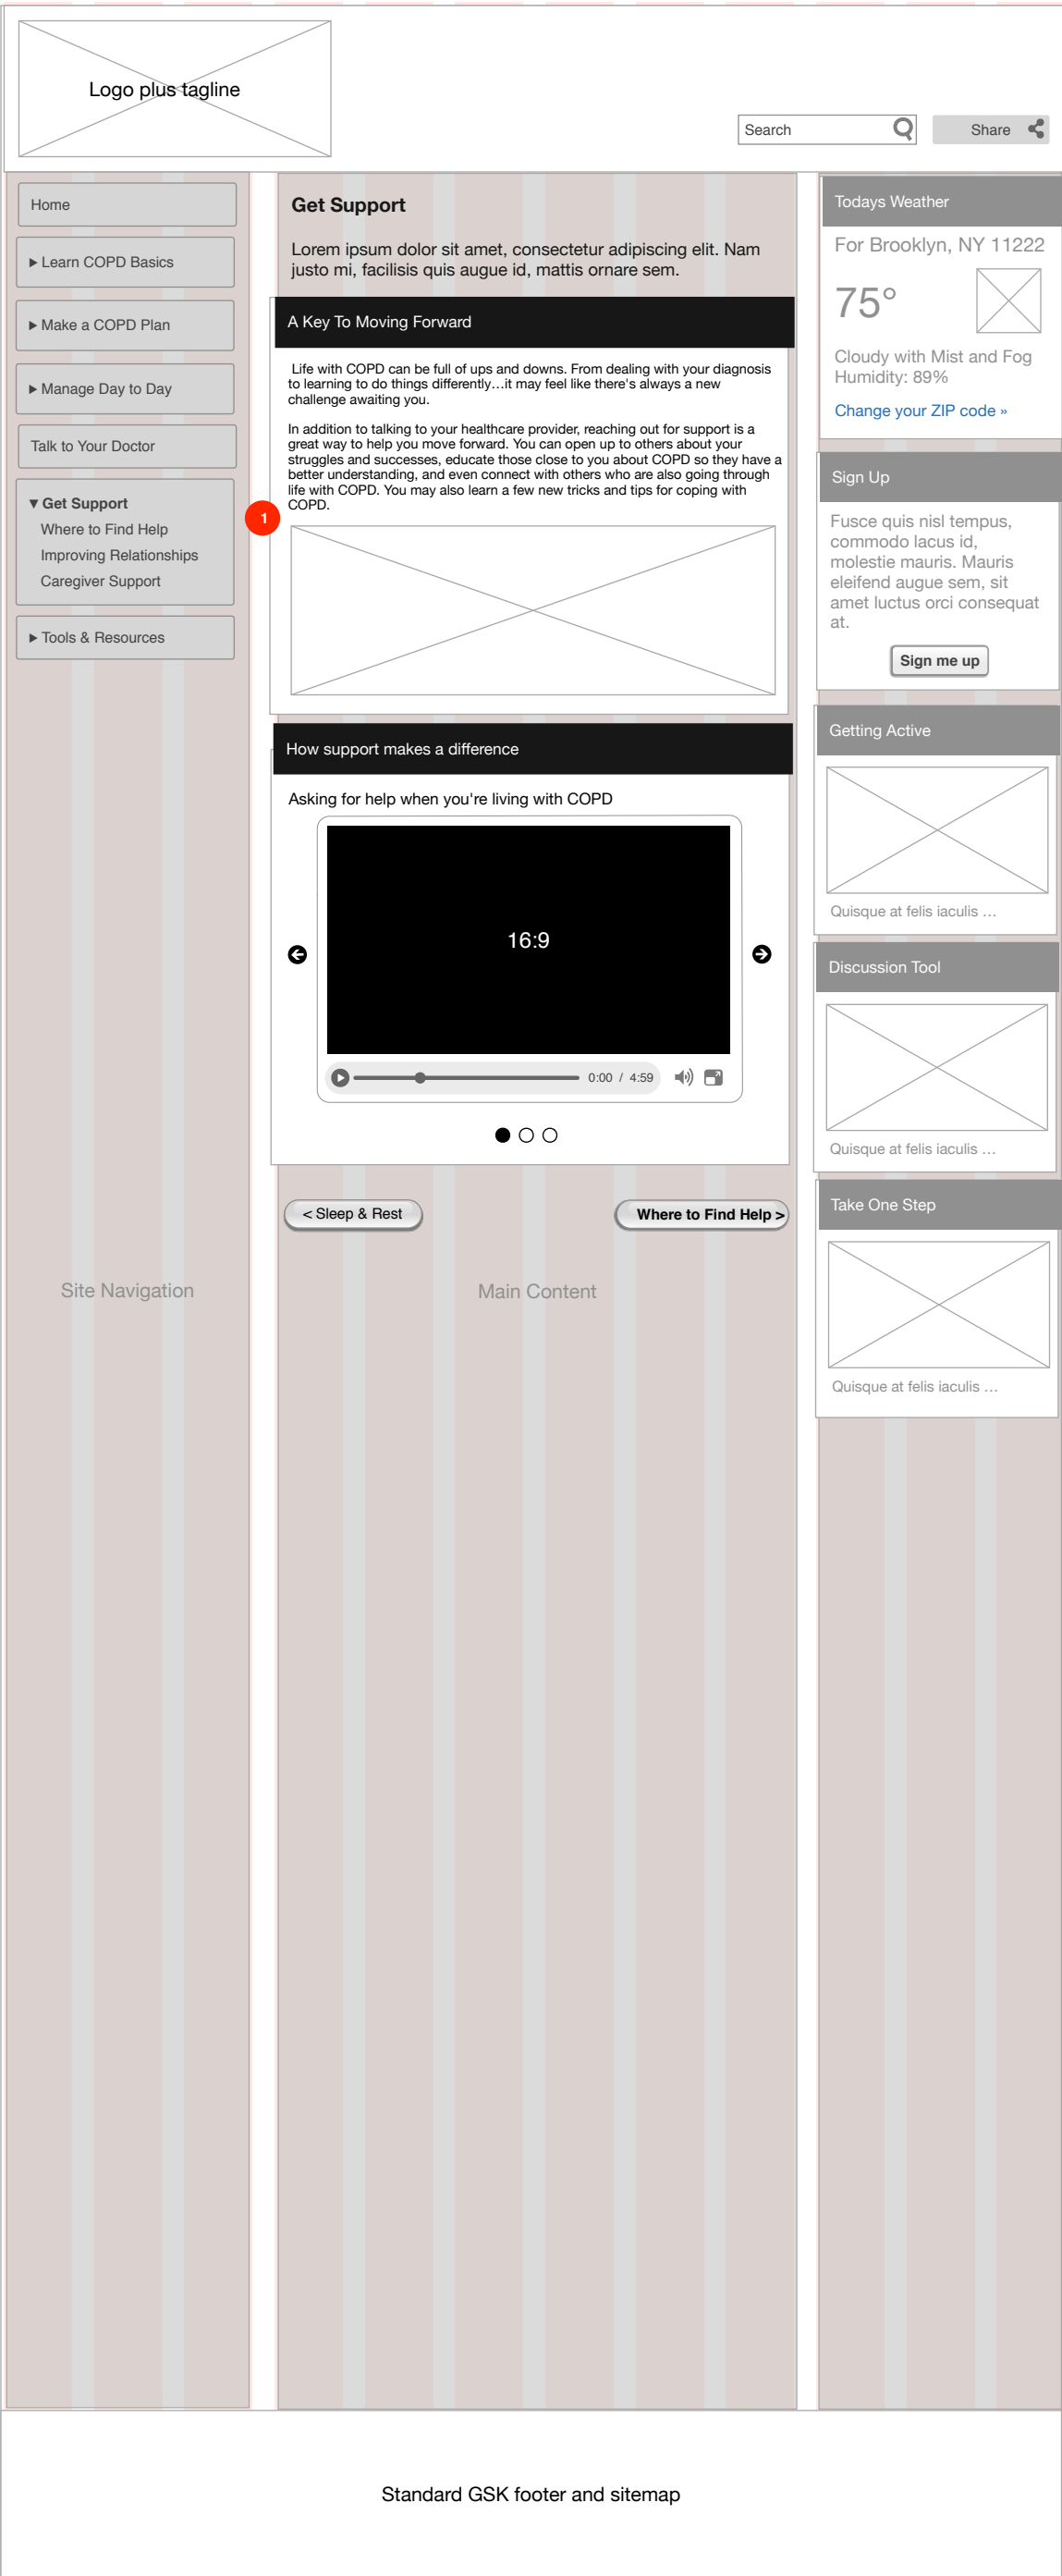 Logo plus tagline
Search
Share
Home
Learn COPD Basics
Make a COPD Plan
Manage Day to Day
Talk to Your Doctor
Get Support
Where to Find Help
Improving Relationships
Caregiver Support
Tools & Resources
Site Navigation
Get Support
Lorem ipsum dolor sit amet, consectetur adipiscing elit. Nam
justo mi, facilisis quis augue id, mattis ornare sem.
A Key To Moving Forward
Life with COPD can be full of ups and downs. From dealing with your diagnosis
to learning to do things differently…it may feel like there's always a new
challenge awaiting you.
In addition to talking to your healthcare provider, reaching out for support is a
great way to help you move forward. You can open up to others about your
struggles and successes, educate those close to you about COPD so they have a
better understanding, and even connect with others who are also going through
life with COPD. You may also learn a few new tricks and tips for coping with
COPD.
1
How support makes a difference
Asking for help when you're living with COPD
16:9
0:00 / 4:59
< Sleep & Rest
Where to Find Help >
Main Content
Todays Weather
For Brooklyn, NY 11222
75°
Cloudy with Mist and Fog
Humidity: 89%
Change your ZIP code »
Sign Up
Fusce quis nisl tempus,
commodo lacus id,
molestie mauris. Mauris
eleifend augue sem, sit
amet luctus orci consequat
at.
Sign me up
Getting Active
Quisque at felis iaculis …
Discussion Tool
Quisque at felis iaculis …
Take One Step
Quisque at felis iaculis …
Standard GSK footer and sitemap